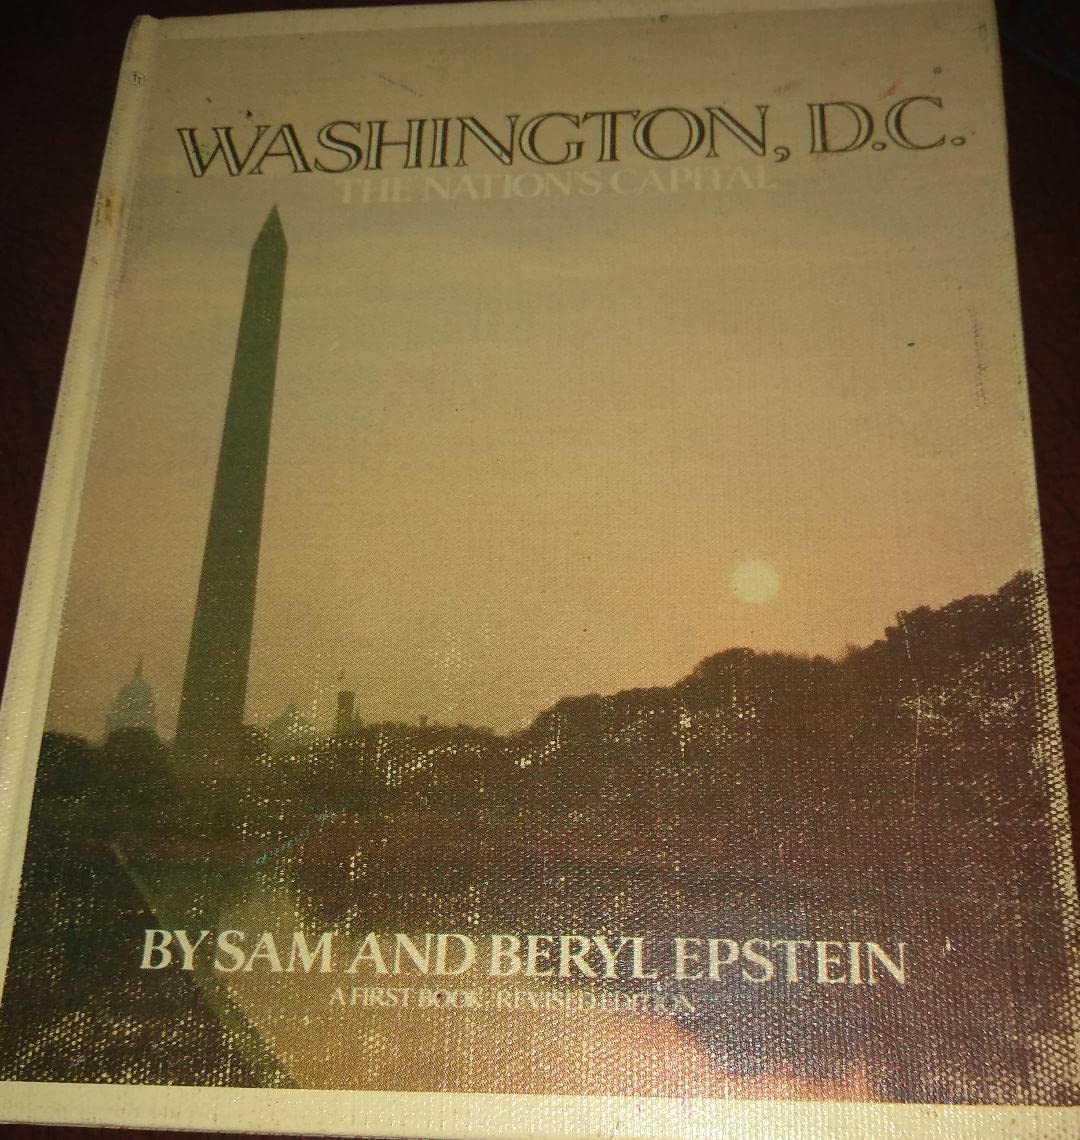 WASHINGTON, D.C.
THE NATION'S CAPITAL
BY SAM AND BERYL EPSTEIN
A FIRST BOOK / REVISED EDITION